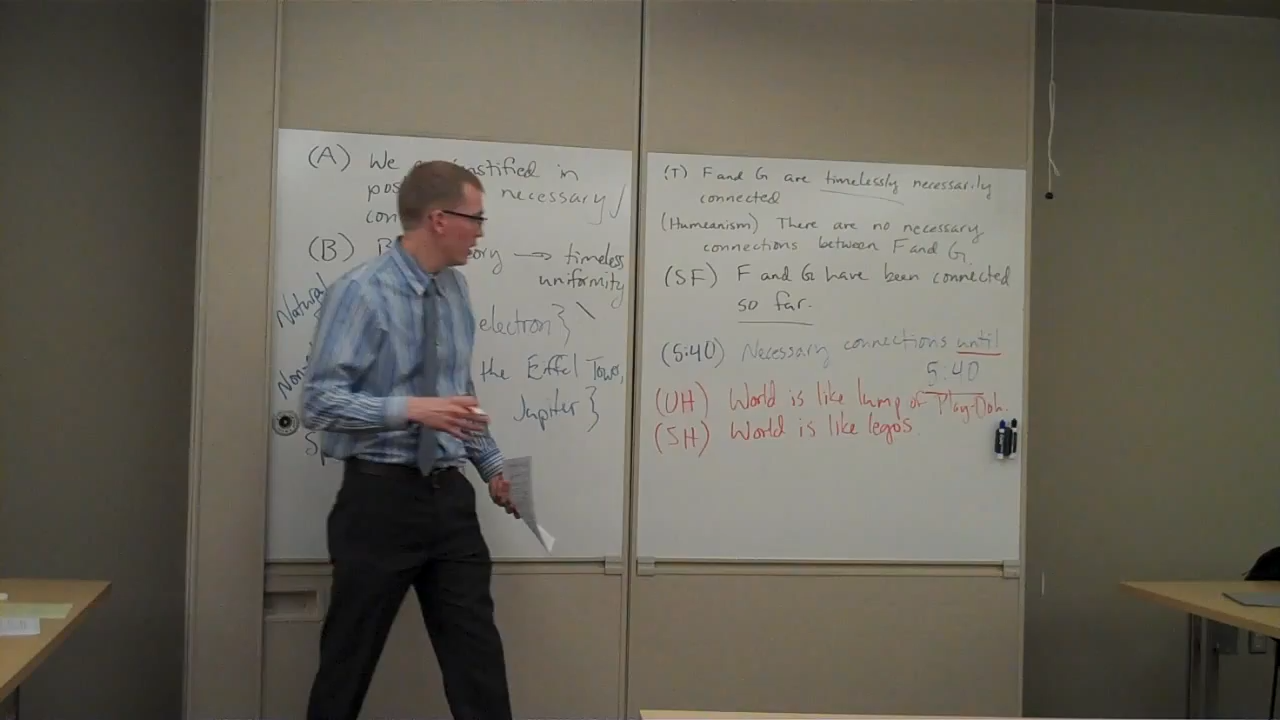 (A) We justified in
necessary
(B) timeless
uniformity
Natural
electron}
the Eiffel Tower,
Jupiter}
(T) F and G are timelessly necessarily
connected
(Humeanism) There are no necessary
connections between F and G.
(SF) F and G have been connected
so far.
(5:40) Necessary connections until
5:40
(UH) World is like lump of Play-Doh.
(SH) World is like legos.